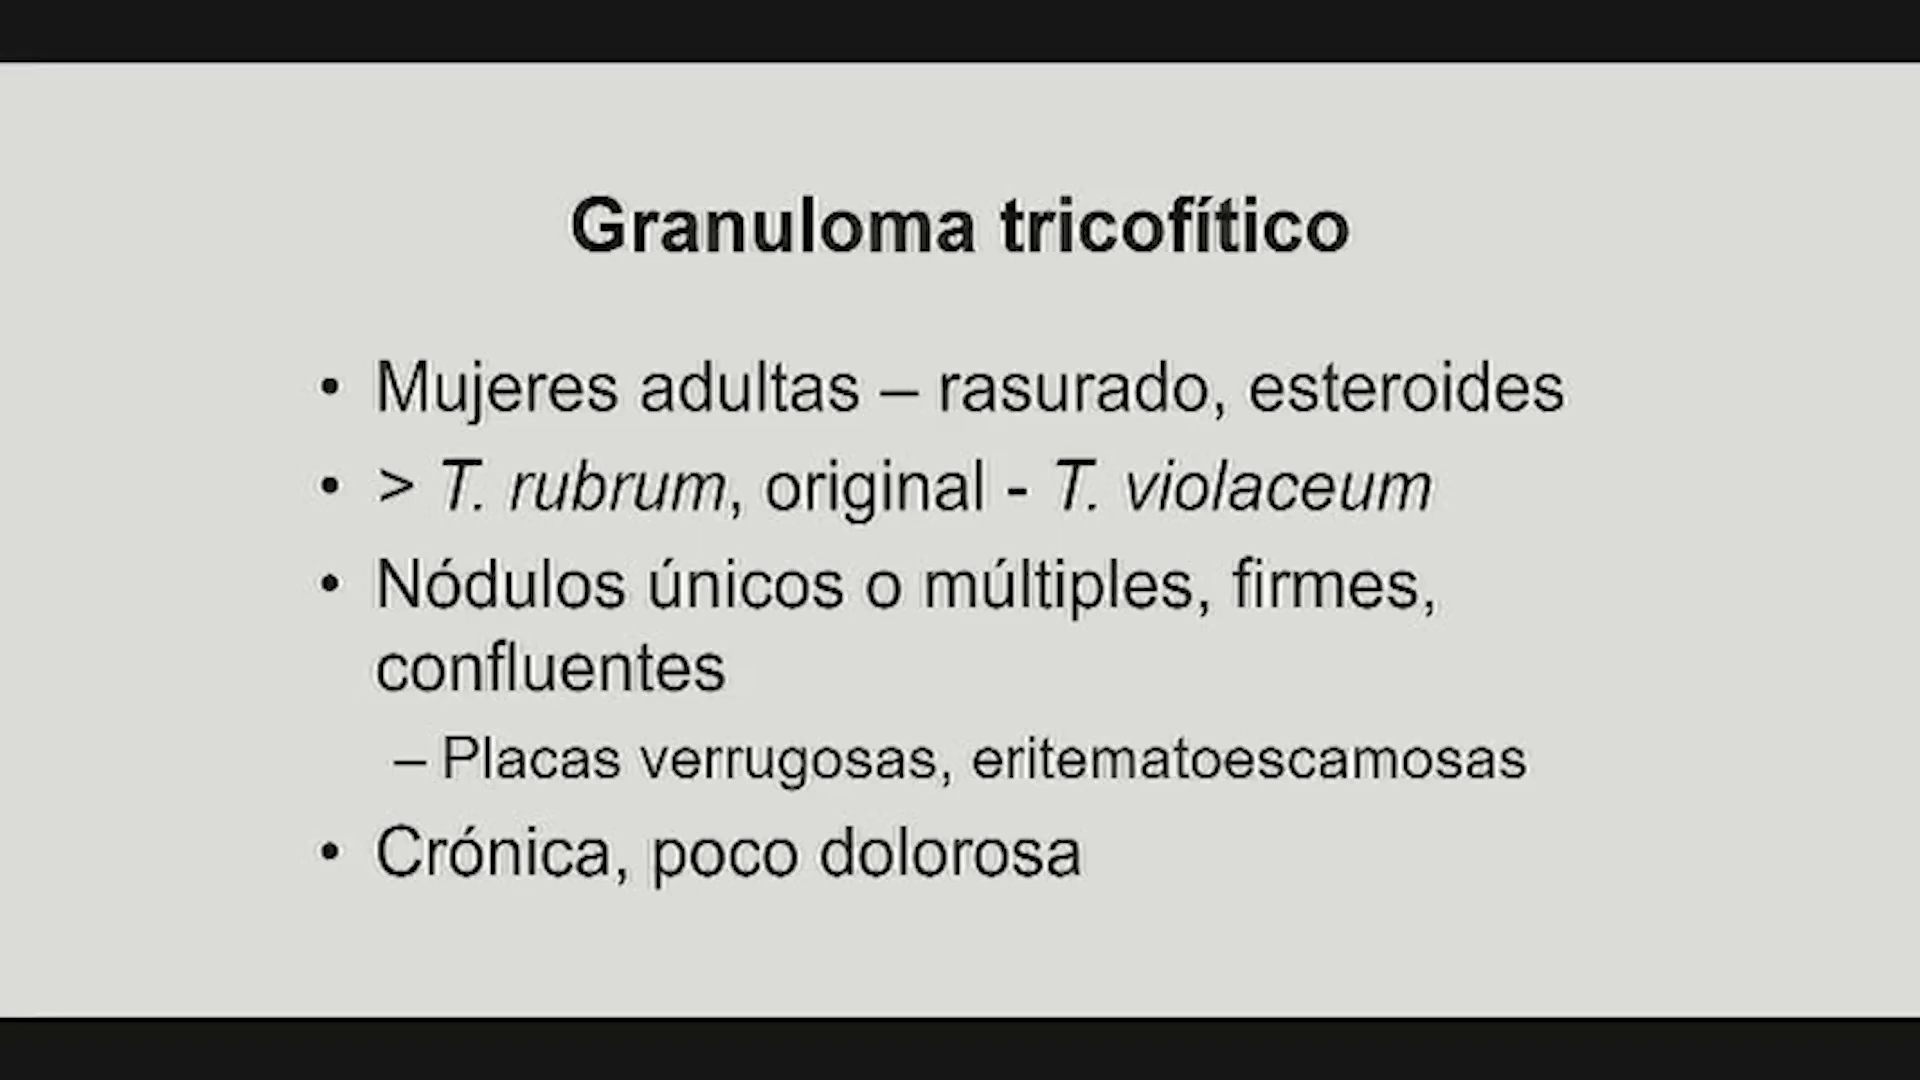 Granuloma tricofítico
• Mujeres adultas – rasurado, esteroides
• > T. rubrum, original - T. violaceum
• Nódulos únicos o múltiples, firmes,
confluentes
– Placas verrugosas, eritematoescamosas
• Crónica, poco dolorosa